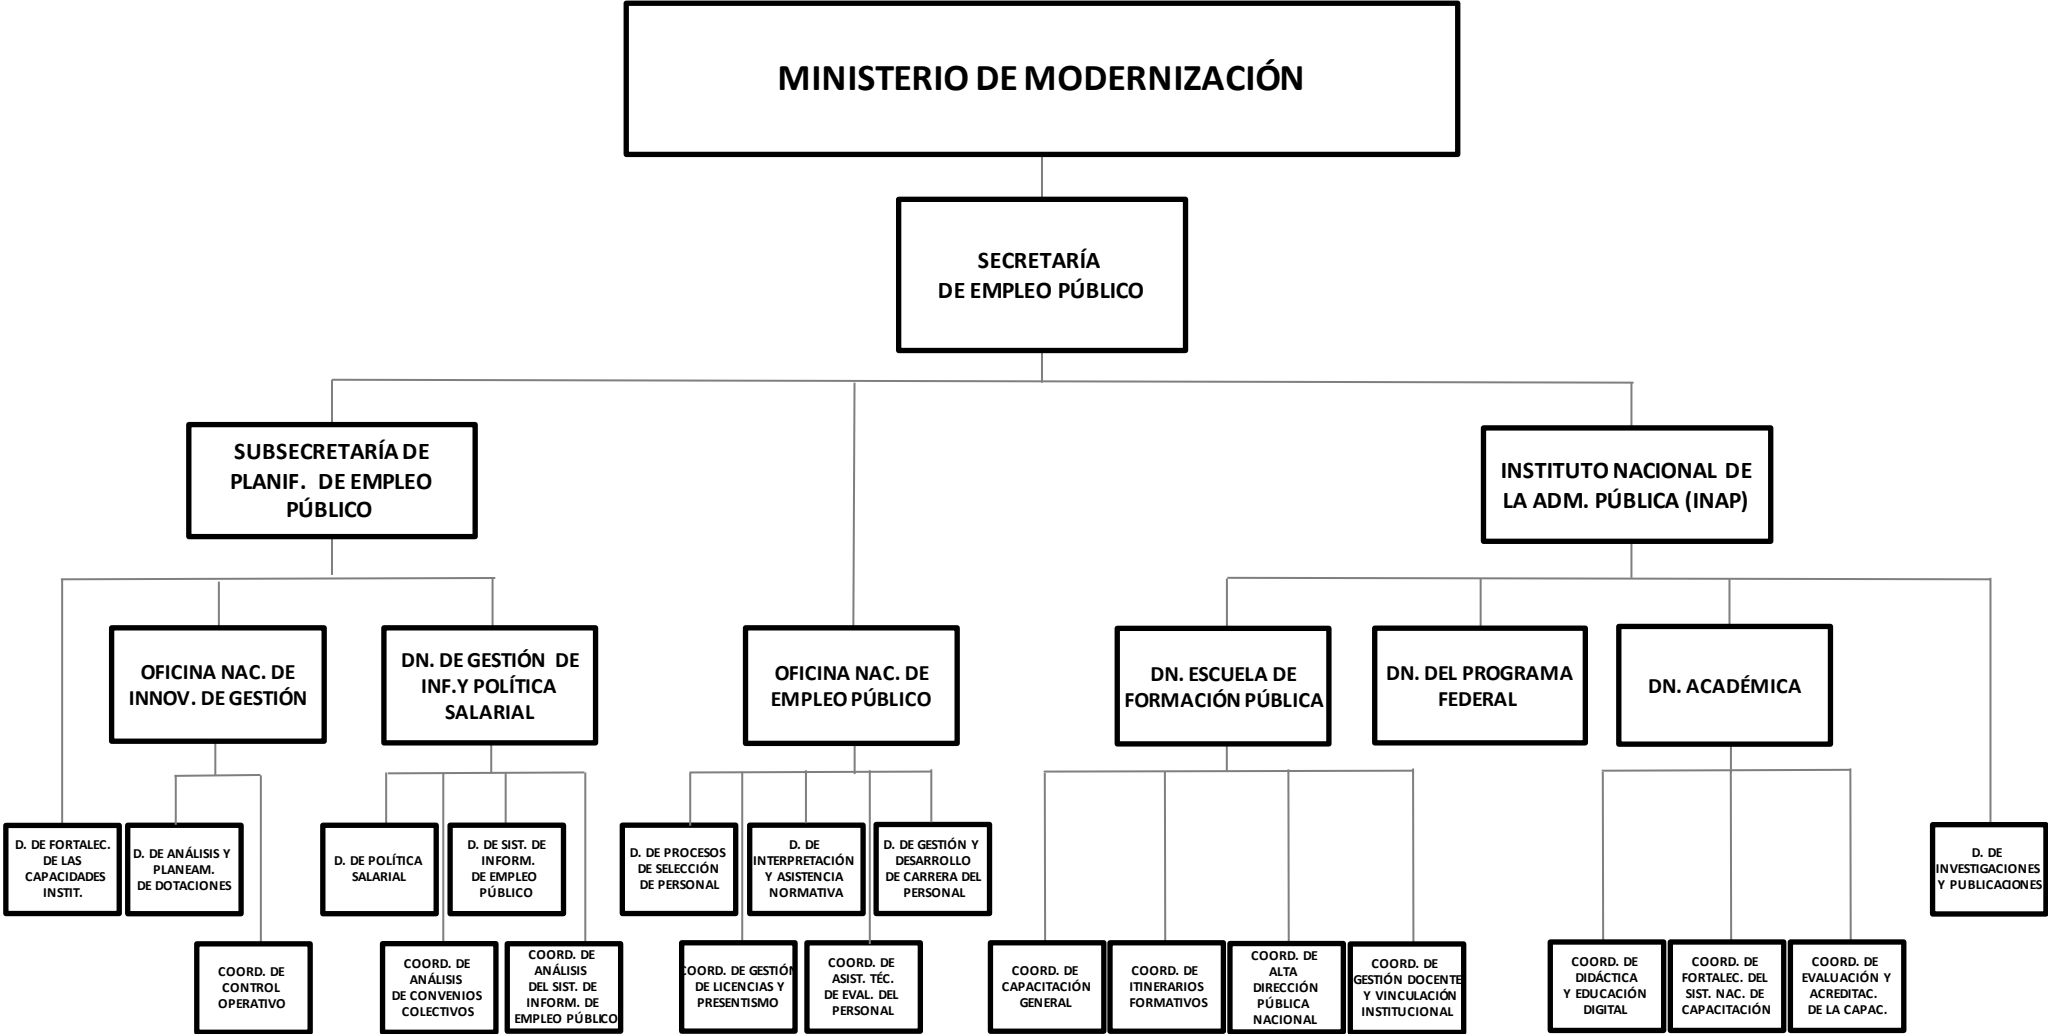 MINISTERIO DE MODERNIZACIÓN
SECRETARÍA
DE EMPLEO PÚBLICO
SUBSECRETARÍA DE
PLANIF. DE EMPLEO
PÚBLICO
INSTITUTO NACIONAL DE
LA ADM. PÚBLICA (INAP)
OFICINA NAC. DE
INNOV. DE GESTIÓN
DN. DE GESTIÓN DE
INF.Y POLÍTICA
SALARIAL
OFICINA NAC. DE
EMPLEO PÚBLICO
DN. ESCUELA DE
FORMACIÓN PÚBLICA
DN. DEL PROGRAMA
FEDERAL
DN. ACADÉMICA
D. DE FORTALEC.
DE LAS
CAPACIDADES
INSTIT.
D. DE ANÁLISIS Y
PLANEAM.
DE DOTACIONES
D. DE POLÍTICA
SALARIAL
D. DE SIST. DE
INFORM.
DE EMPLEO
PÚBLICO
D. DE PROCESOS
DE SELECCIÓN
DE PERSONAL
D. DE
INTERPRETACIÓN
Y ASISTENCIA
NORMATIVA
D. DE GESTIÓN Y
DESARROLLO
DE CARRERA DEL
PERSONAL
D. DE
INVESTIGACIONES
Y PUBLICACIONES
COORD. DE
CONTROL
OPERATIVO
COORD. DE
ANÁLISIS
DE CONVENIOS
COLECTIVOS
COORD. DE
ANÁLISIS
DEL SIST. DE
INFORM. DE
EMPLEO PÚBLICO
COORD. DE GESTIÓN
DE LICENCIAS Y
PRESENTISMO
COORD. DE
ASIST. TÉC.
DE EVAL. DEL
PERSONAL
COORD. DE
CAPACITACIÓN
GENERAL
COORD. DE
ITINERARIOS
FORMATIVOS
COORD. DE
ALTA
DIRECCIÓN
PÚBLICA
NACIONAL
COORD. DE
GESTIÓN DOCENTE
Y VINCULACIÓN
INSTITUCIONAL
COORD. DE
DIDÁCTICA
Y EDUCACIÓN
DIGITAL
COORD. DE
FORTALEC. DEL
SIST. NAC. DE
CAPACITACIÓN
COORD. DE
EVALUACIÓN Y
ACREDITAC.
DE LA CAPAC.